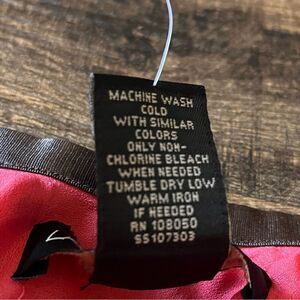 MACHINE WASH
COLD
WITH SIMILAR
COLORS
ONLY NON-
CHLORINE BLEACH
WHEN NEEDED
TUMBLE DRY LOW
WARM IRON
IF NEEDED
RN 108050
SS107303